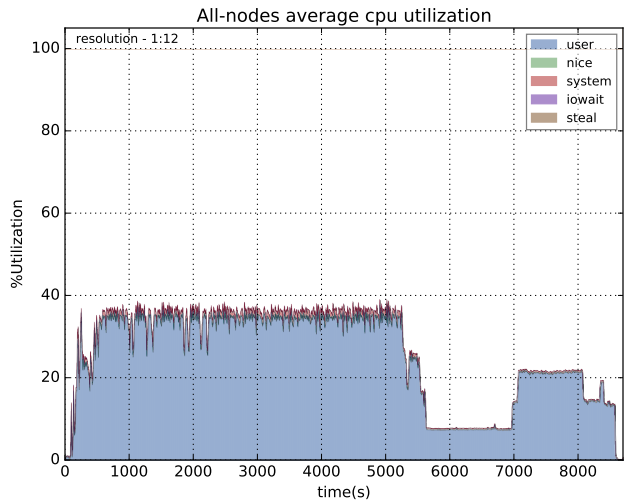 All-nodes average cpu utilization
resolution - 1:12
user
nice
system
iowait
steal
100
80
60
40
20
0
%Utilization
0 1000 2000 3000 4000 5000 6000 7000 8000
time(s)